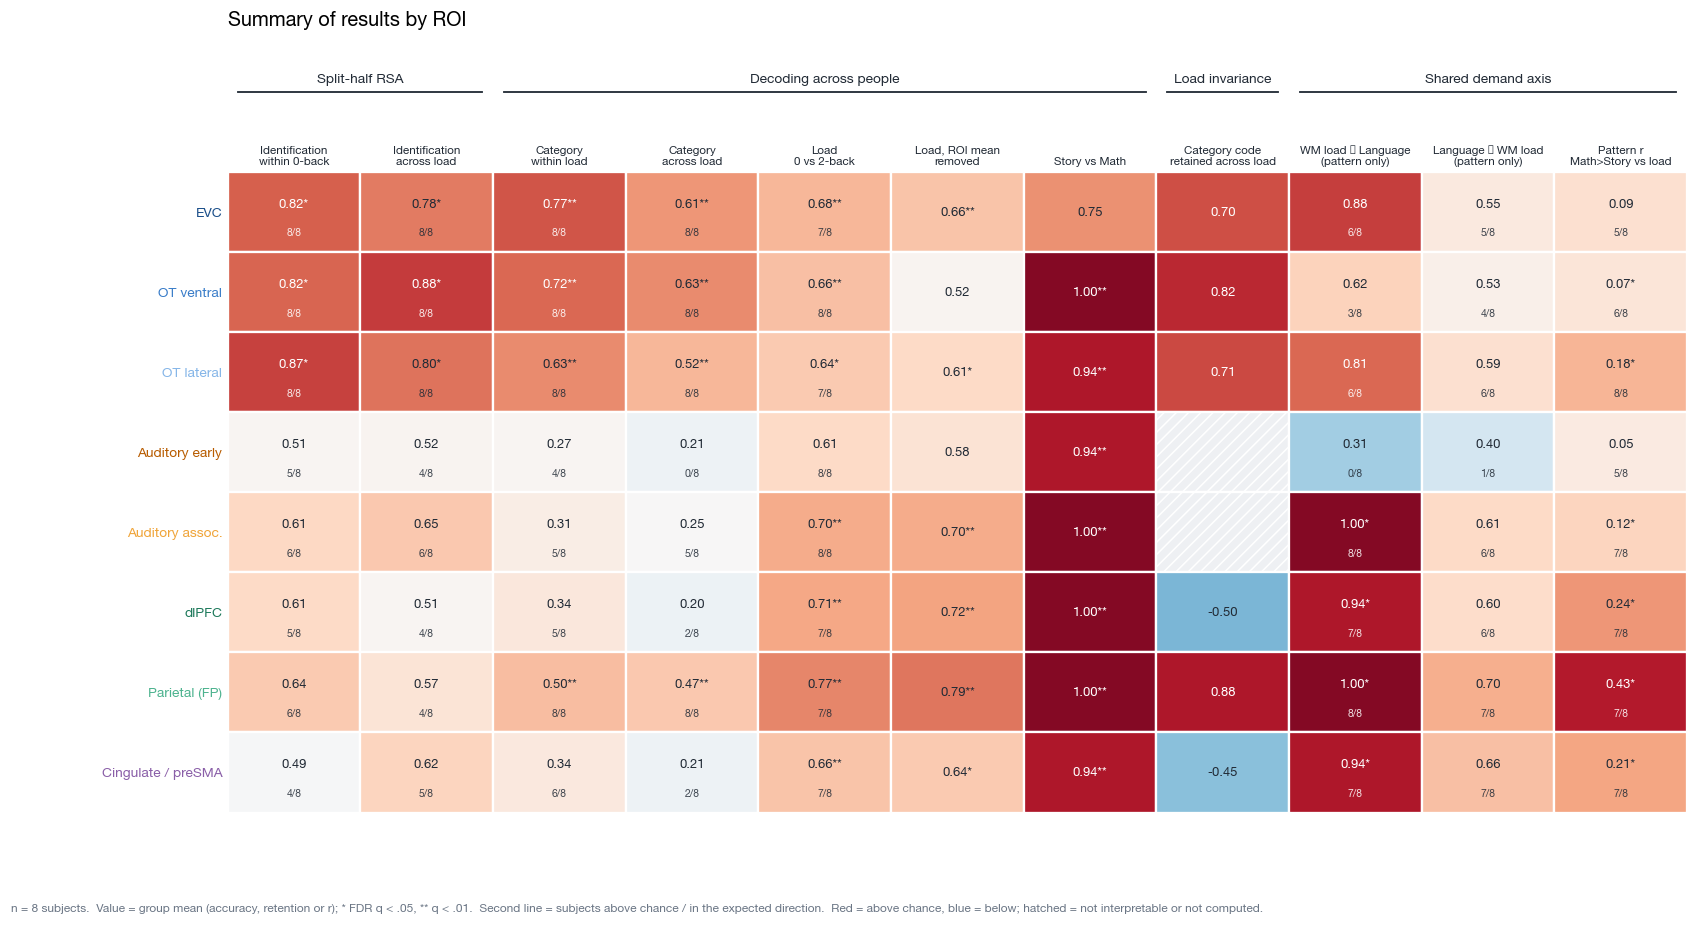 Summary of results by ROI
Split-half RSA
Decoding across people
Load invariance
Shared demand axis
Identification
within 0-back
Identification
across load
Category
within load
Category
across load
Load
0 vs 2-back
Load, ROI mean
removed
Story vs Math
Category code
retained across load
WM load ▯ Language
(pattern only)
Language ▯ WM load
(pattern only)
Pattern r
Math>Story vs load
EVC
0.82* 0.78* 0.77** 0.61** 0.68** 0.66** 0.75 0.70 0.88 0.55 0.09
8/8 8/8 8/8 8/8 7/8 6/8 5/8 5/8
OT ventral
0.82* 0.88* 0.72** 0.63** 0.66** 0.52 1.00** 0.82 0.62 0.53 0.07*
8/8 8/8 8/8 8/8 8/8 3/8 4/8 6/8
OT lateral
0.87* 0.80* 0.63** 0.52** 0.64* 0.61* 0.94** 0.71 0.81 0.59 0.18*
8/8 8/8 8/8 8/8 7/8 6/8 6/8 8/8
Auditory early
0.51 0.52 0.27 0.21 0.61 0.58 0.94** 0.31 0.40 0.05
5/8 4/8 4/8 0/8 8/8 0/8 1/8 5/8
Auditory assoc.
0.61 0.65 0.31 0.25 0.70** 0.70** 1.00** 1.00* 0.61 0.12*
6/8 6/8 5/8 5/8 8/8 8/8 6/8 7/8
dlPFC
0.61 0.51 0.34 0.20 0.71** 0.72** 1.00** -0.50 0.94* 0.60 0.24*
5/8 4/8 5/8 2/8 7/8 7/8 6/8 7/8
Parietal (FP)
0.64 0.57 0.50** 0.47** 0.77** 0.79** 1.00** 0.88 1.00* 0.70 0.43*
6/8 4/8 8/8 8/8 7/8 8/8 7/8 7/8
Cingulate / preSMA
0.49 0.62 0.34 0.21 0.66** 0.64* 0.94** -0.45 0.94* 0.66 0.21*
4/8 5/8 6/8 2/8 7/8 7/8 7/8 7/8
n = 8 subjects.  Value = group mean (accuracy, retention or r); * FDR q < .05, ** q < .01.  Second line = subjects above chance / in the expected direction.  Red = above chance, blue = below; hatched = not interpretable or not computed.